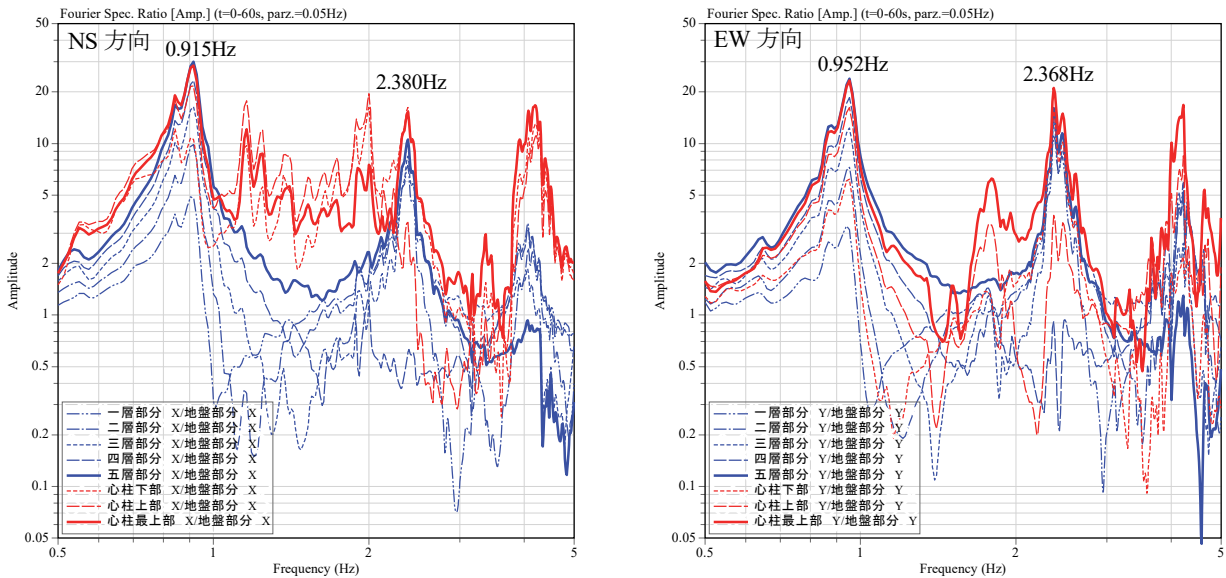 Fourier Spec. Ratio [Amp.] (t=0-60s, parz.=0.05Hz)
NS 方向
0.915Hz
2.380Hz
50
20
10
5
2
1
0.5
0.2
0.1
0.05
Amplitude
一層部分 X/地盤部分 X
二層部分 X/地盤部分 X
三層部分 X/地盤部分 X
四層部分 X/地盤部分 X
五層部分 X/地盤部分 X
心柱下部 X/地盤部分 X
心柱上部 X/地盤部分 X
心柱最上部 X/地盤部分 X
0.5
1
2
5
Frequency (Hz)
Fourier Spec. Ratio [Amp.] (t=0-60s, parz.=0.05Hz)
EW 方向
0.952Hz
2.368Hz
50
20
10
5
2
1
0.5
0.2
0.1
0.05
Amplitude
一層部分 Y/地盤部分 Y
二層部分 Y/地盤部分 Y
三層部分 Y/地盤部分 Y
四層部分 Y/地盤部分 Y
五層部分 Y/地盤部分 Y
心柱下部 Y/地盤部分 Y
心柱上部 Y/地盤部分 Y
心柱最上部 Y/地盤部分 Y
0.5
1
2
5
Frequency (Hz)